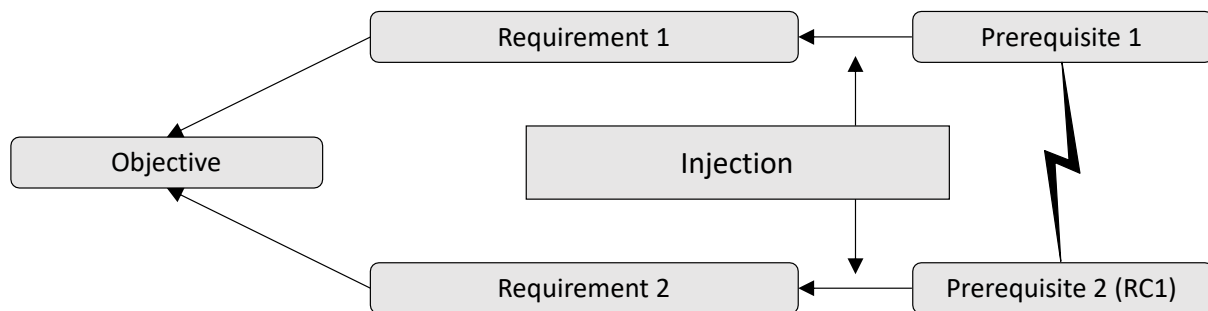 Requirement 1
Prerequisite 1
Objective
Injection
Requirement 2
Prerequisite 2 (RC1)